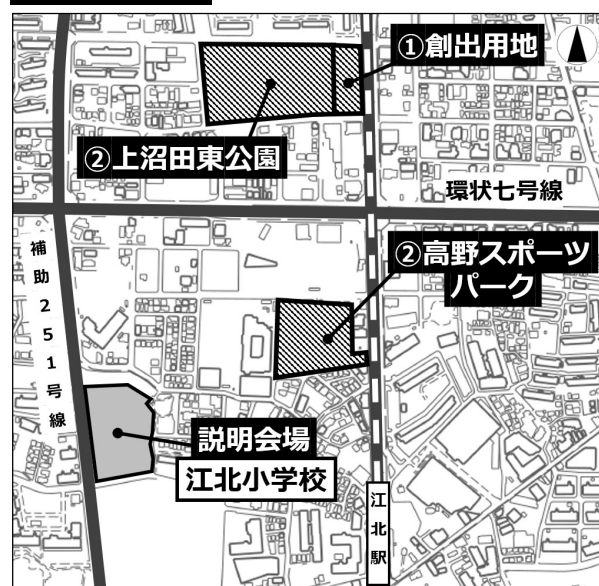 ①創出用地
②上沼田東公園
環状七号線
②高野スポーツ
パーク
補助251号線
説明会場
江北小学校
江北駅